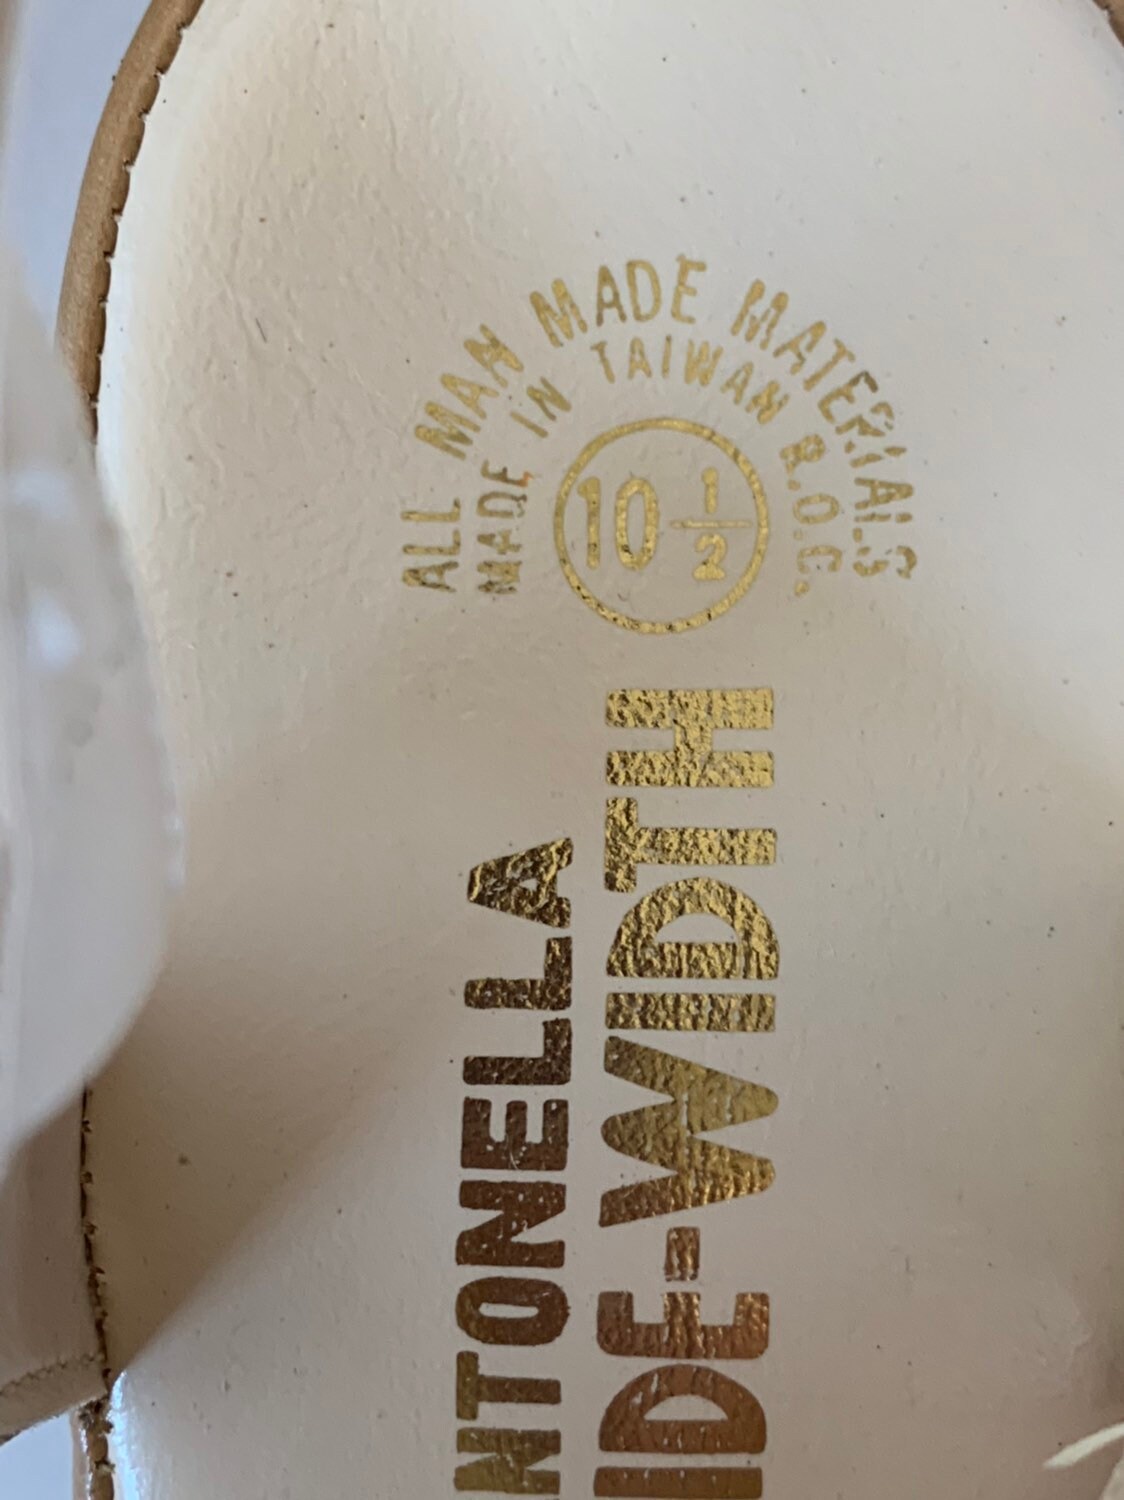 ALL MAN MADE MATERIALS
MADE IN TAIWAN R.O.C.
10 1/2
NTONELLA
IDE-WIDTH